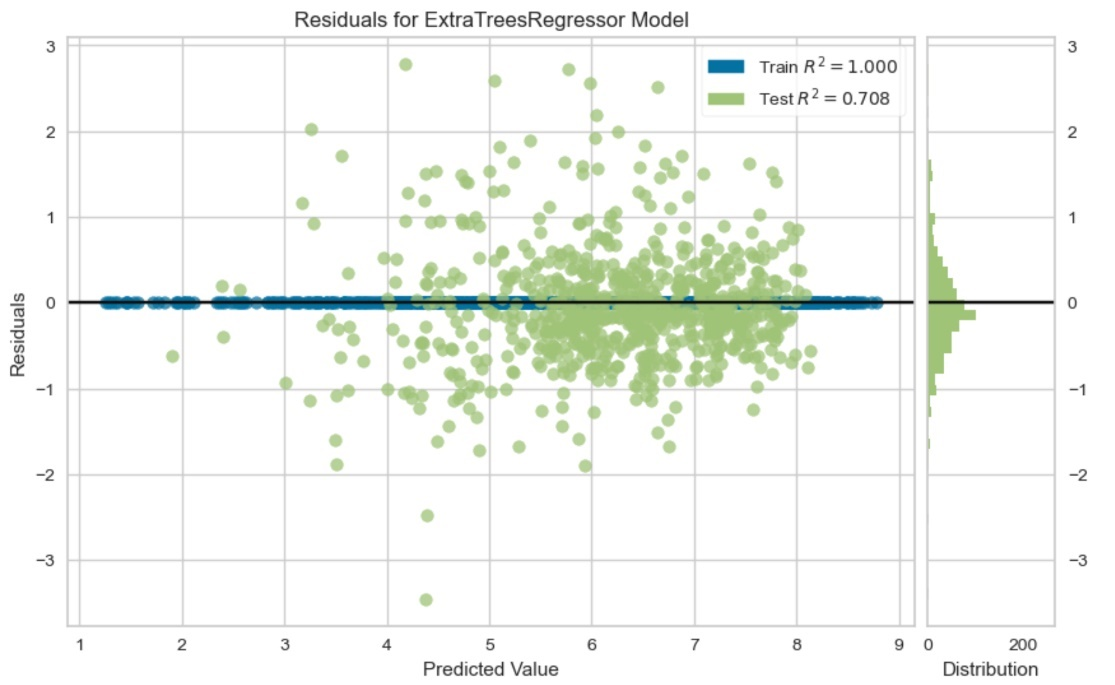 Residuals for ExtraTreesRegressor Model
Train R² = 1.000
Test R² = 0.708
3
2
1
0
−1
−2
−3
Residuals
1 2 3 4 5 6 7 8 9
Predicted Value
3
2
1
0
−1
−2
−3
0 200
Distribution